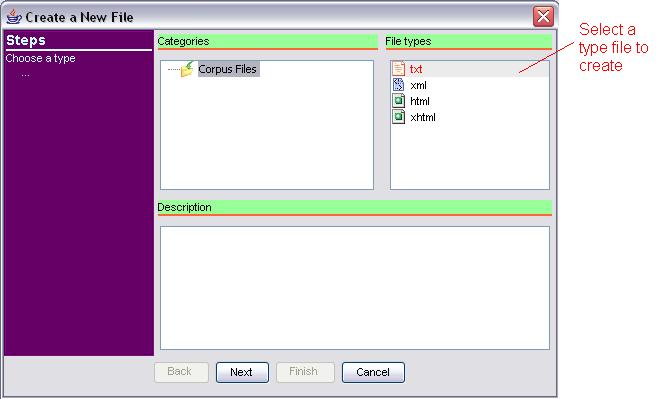 Create a New File
Steps
Choose a type
...
Categories
Corpus Files
File types
txt
xml
html
xhtml
Select a
type file to
create
Description
Back
Next
Finish
Cancel